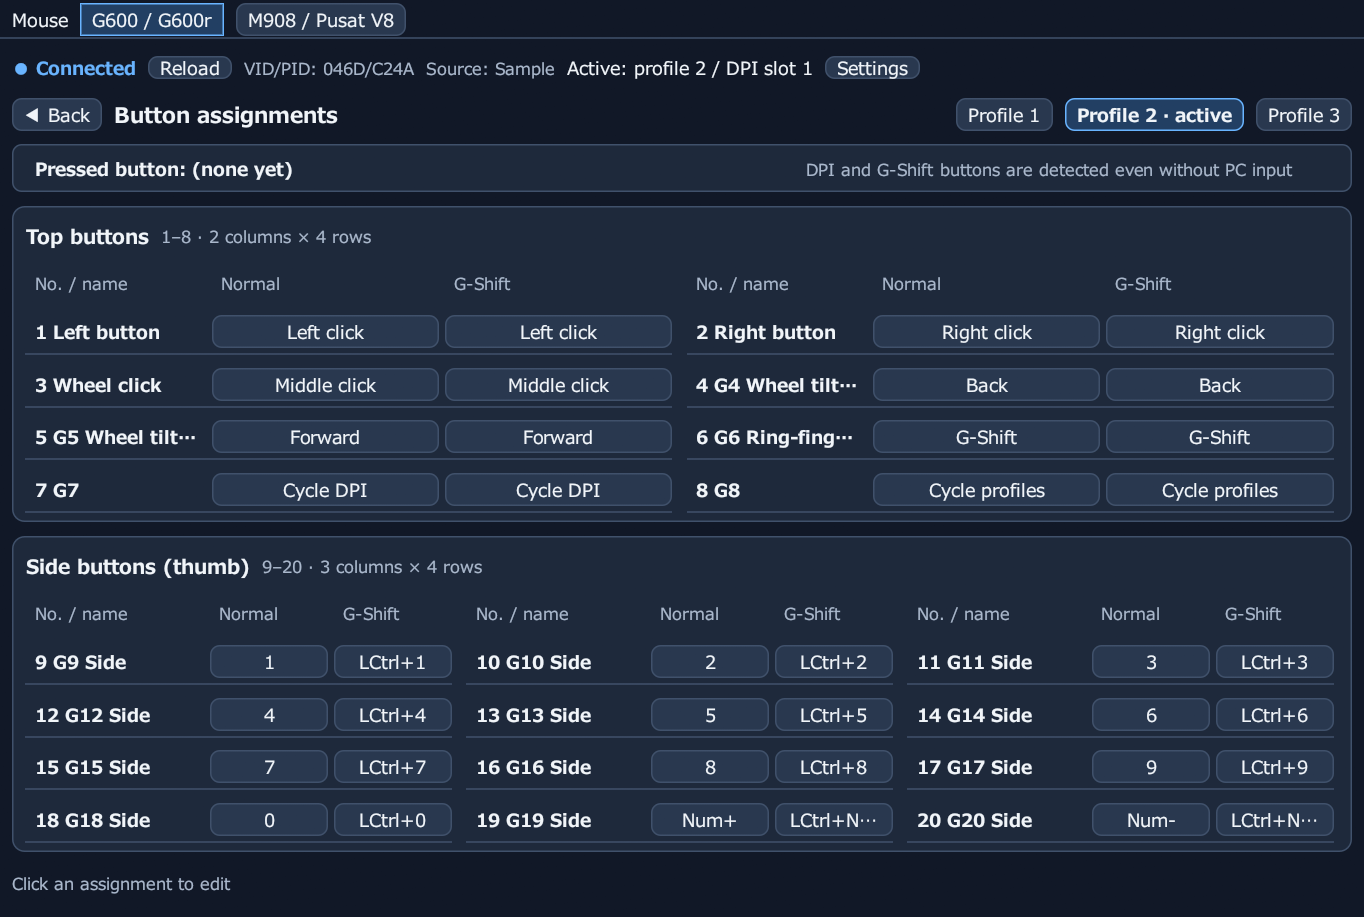 Mouse G600 / G600r M908 / Pusat V8
Connected Reload VID/PID: 046D/C24A Source: Sample Active: profile 2 / DPI slot 1 Settings
◀ Back Button assignments Profile 1 Profile 2 · active Profile 3
Pressed button: (none yet) DPI and G-Shift buttons are detected even without PC input
Top buttons 1–8 · 2 columns × 4 rows
No. / name Normal G-Shift No. / name Normal G-Shift
1 Left button Left click Left click 2 Right button Right click Right click
3 Wheel click Middle click Middle click 4 G4 Wheel tilt… Back Back
5 G5 Wheel tilt… Forward Forward 6 G6 Ring-fing… G-Shift G-Shift
7 G7 Cycle DPI Cycle DPI 8 G8 Cycle profiles Cycle profiles
Side buttons (thumb) 9–20 · 3 columns × 4 rows
No. / name Normal G-Shift No. / name Normal G-Shift No. / name Normal G-Shift
9 G9 Side 1 LCtrl+1 10 G10 Side 2 LCtrl+2 11 G11 Side 3 LCtrl+3
12 G12 Side 4 LCtrl+4 13 G13 Side 5 LCtrl+5 14 G14 Side 6 LCtrl+6
15 G15 Side 7 LCtrl+7 16 G16 Side 8 LCtrl+8 17 G17 Side 9 LCtrl+9
18 G18 Side 0 LCtrl+0 19 G19 Side Num+ LCtrl+N… 20 G20 Side Num- LCtrl+N…
Click an assignment to edit